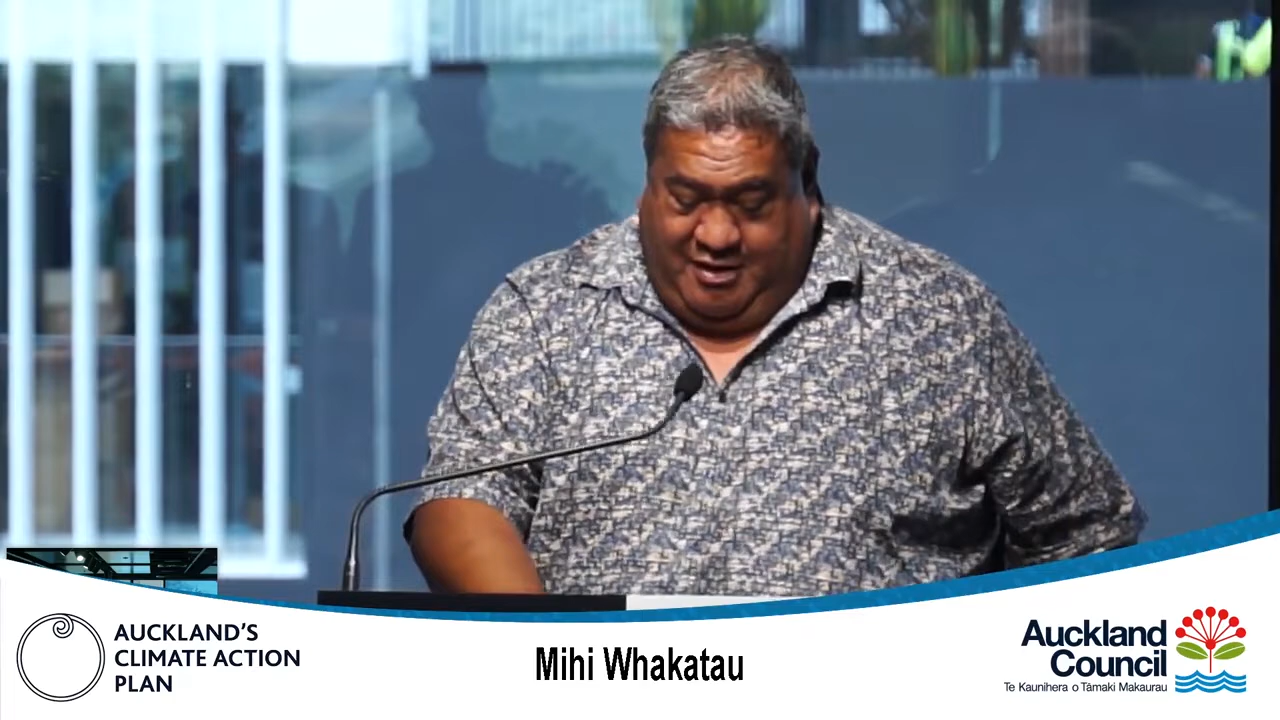 AUCKLAND'S
CLIMATE ACTION
PLAN
Mihi Whakatau
Auckland
Council
Te Kaunihera o Tāmaki Makaurau